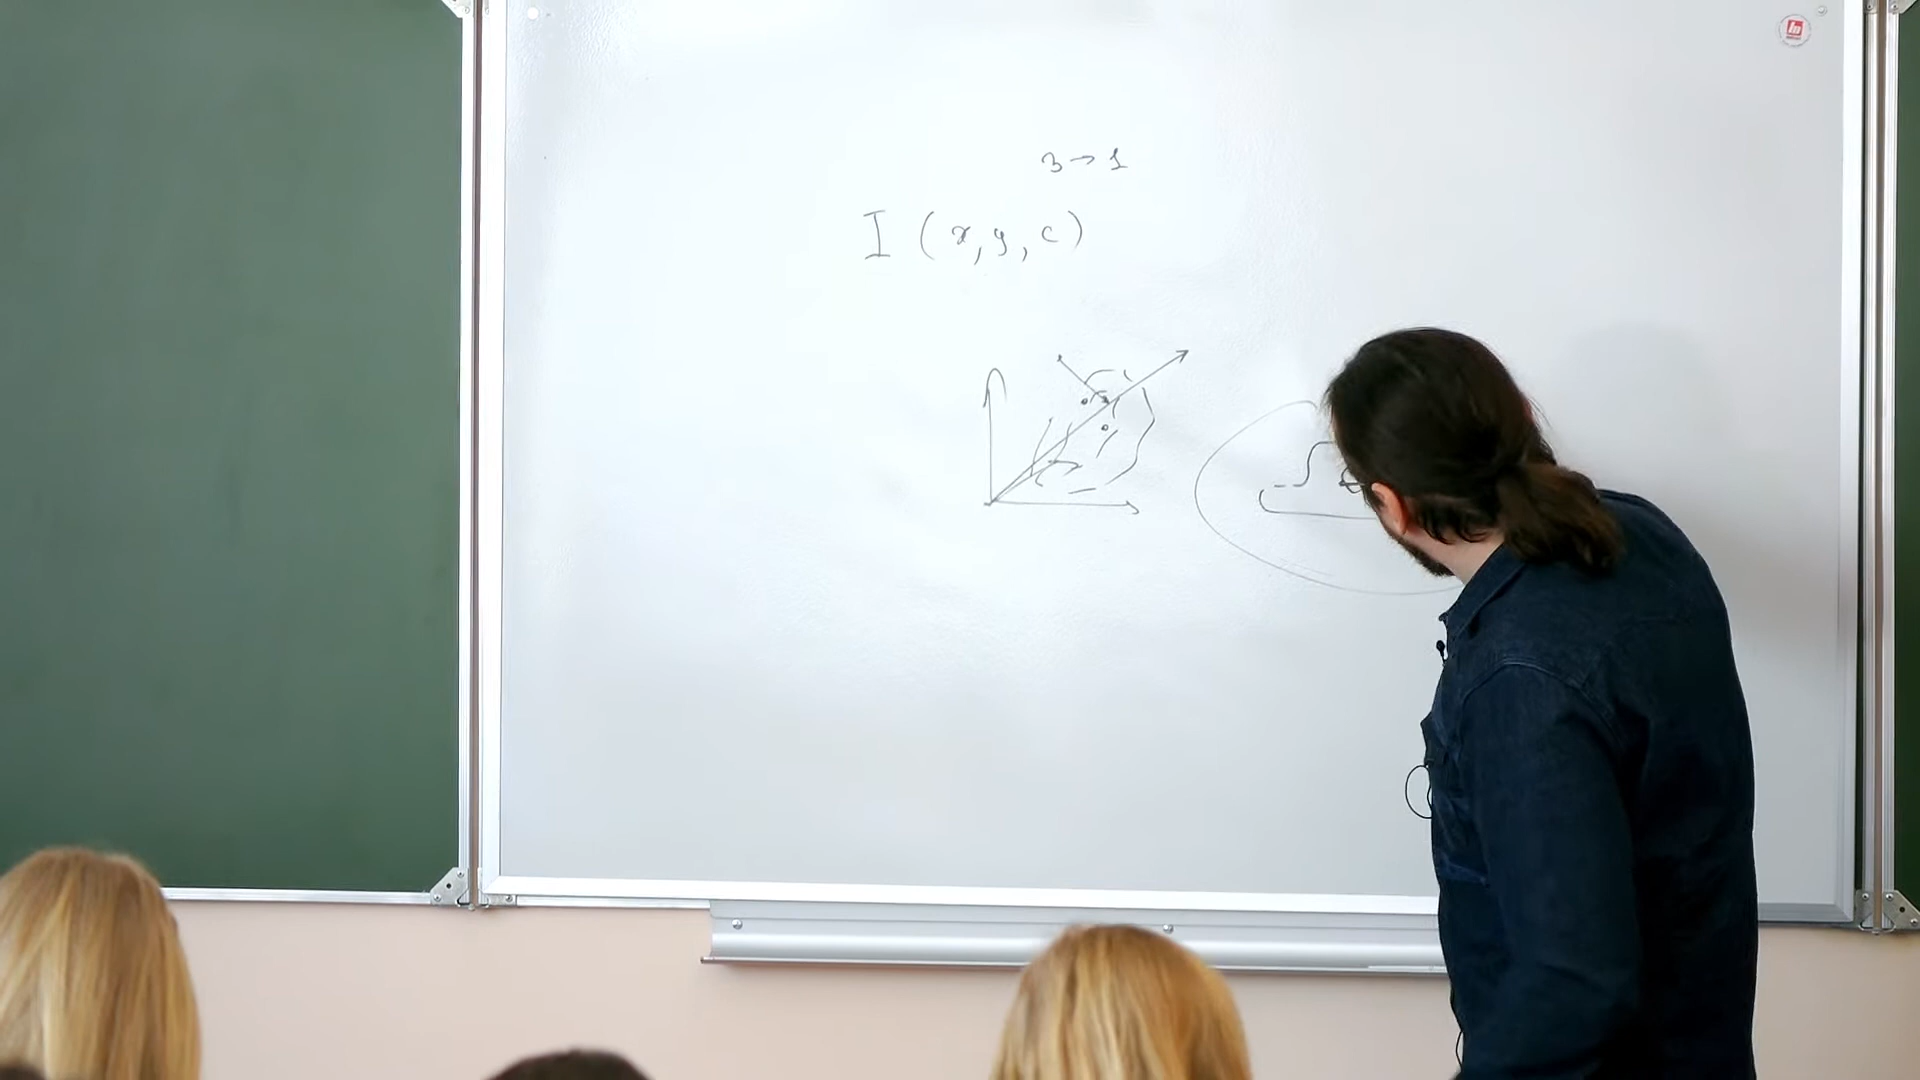 3 → 1
I (x, y, c)